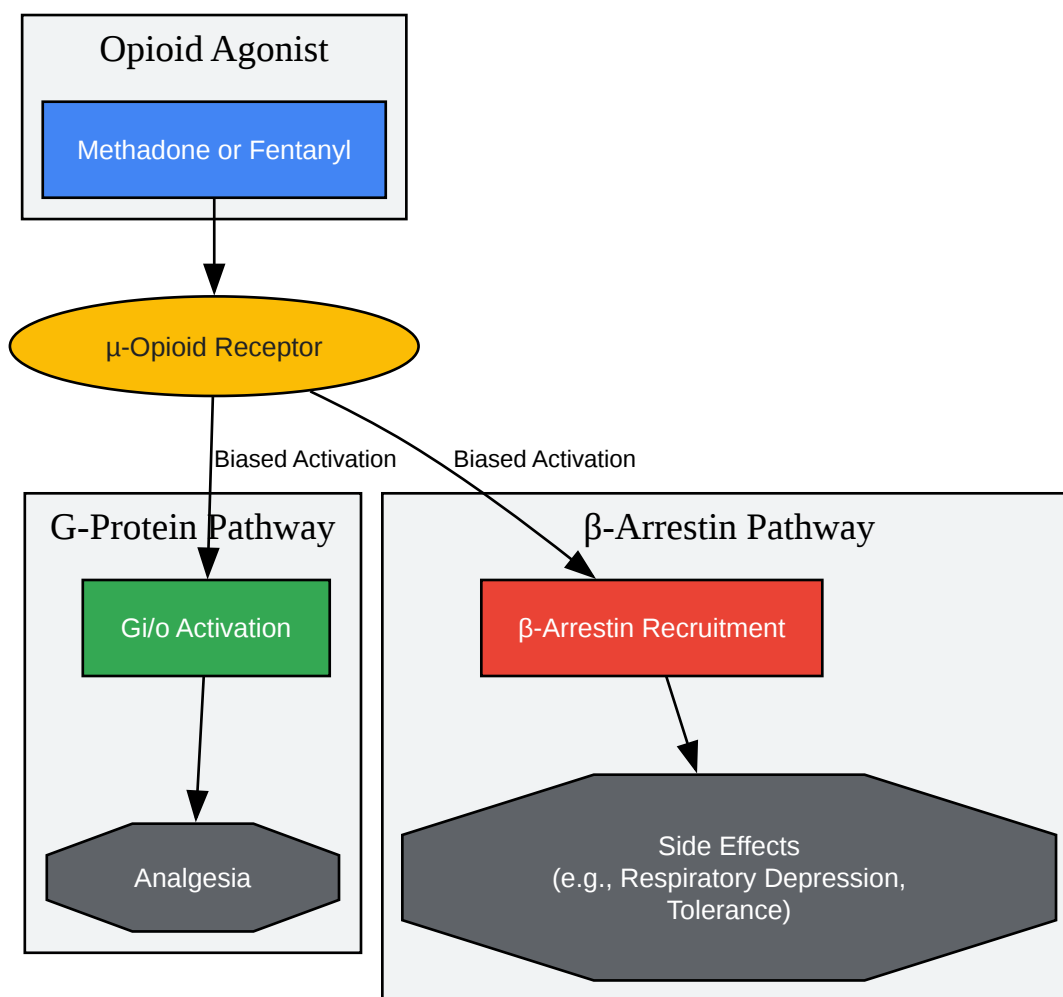 Opioid Agonist
Methadone or Fentanyl
µ-Opioid Receptor
Biased Activation
Biased Activation
G-Protein Pathway
β-Arrestin Pathway
Gi/o Activation
β-Arrestin Recruitment
Analgesia
Side Effects
(e.g., Respiratory Depression,
Tolerance)